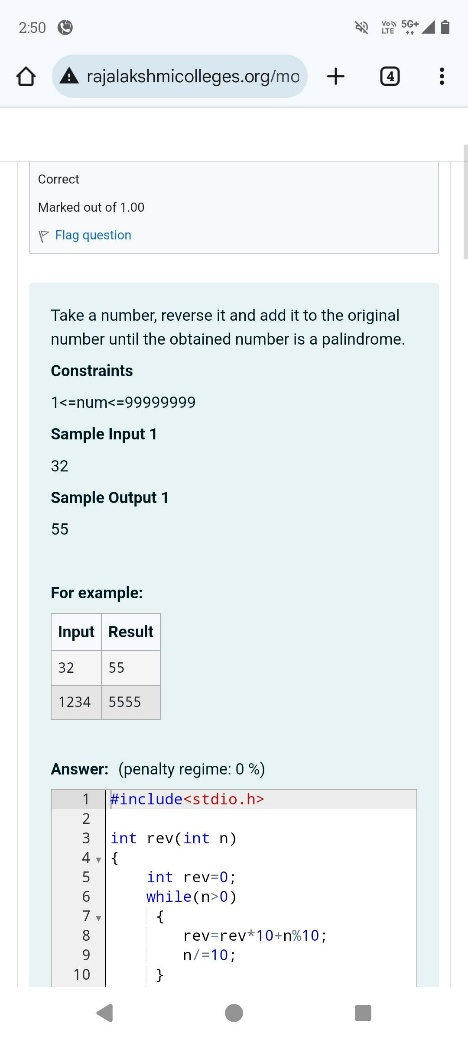 2:50
Vo) 5G+
LTE
rajalakshmicolleges.org/mo
4
Correct
Marked out of 1.00
Flag question
Take a number, reverse it and add it to the original
number until the obtained number is a palindrome.
Constraints
1<=num<=99999999
Sample Input 1
32
Sample Output 1
55
For example:
Input Result
32 55
1234 5555
Answer: (penalty regime: 0 %)
1 #include<stdio.h>
2
3 int rev(int n)
4 {
5 int rev=0;
6 while(n>0)
7 {
8 rev=rev*10+n%10;
9 n/=10;
10 }